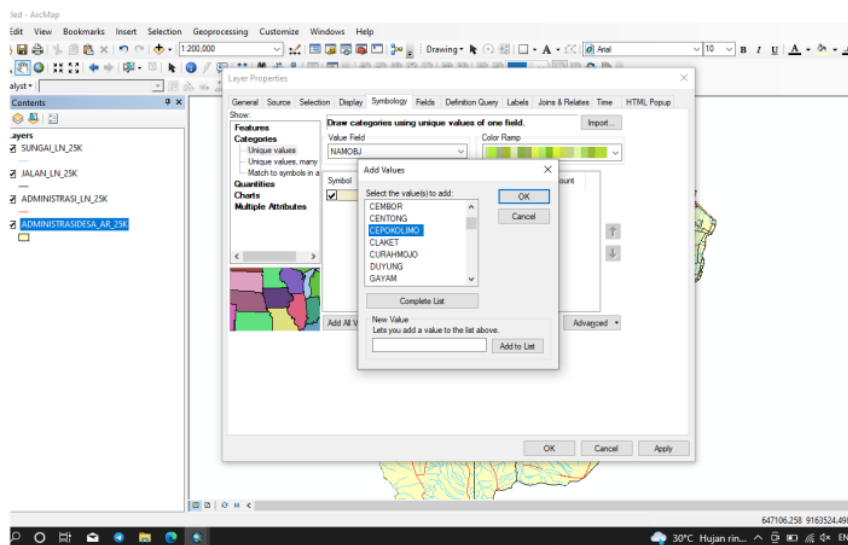 led - ArcMap
Edit View Bookmarks Insert Selection Geoprocessing Customize Windows Help
1:200,000 Drawing Arial 10 B I U A
alyst
Contents
ayers
SUNGAI_LN_25K
JALAN_LN_25K
ADMINISTRASI_LN_25K
ADMINISTRASIDESA_AR_25K
Layer Properties
General Source Selection Display Symbology Fields Definition Query Labels Joins & Relates Time HTML Popup
Show:
Features
Categories
Unique values
Unique values, many
Match to symbols in a
Quantities
Charts
Multiple Attributes
Draw categories using unique values of one field.
Import...
Value Field
Color Ramp
NAMOBJ
Symbol
ount
Add All V
Advanced
Add Values
Select the value(s) to add:
CEMBOR
CENTONG
CEPOKOLIMO
CLAKET
CURAHMOJO
DUYUNG
GAYAM
OK
Cancel
Complete List
New Value
Lets you add a value to the list above.
Add to List
OK Cancel Apply
647106.258 9163524.498
30°C Hujan rin... EN